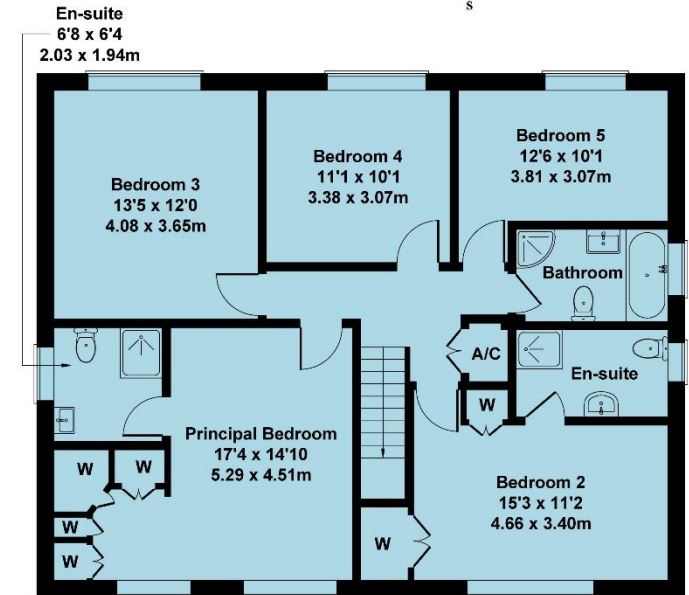 s
En-suite
6'8 x 6'4
2.03 x 1.94m
Bedroom 3
13'5 x 12'0
4.08 x 3.65m
Bedroom 4
11'1 x 10'1
3.38 x 3.07m
Bedroom 5
12'6 x 10'1
3.81 x 3.07m
Bathroom
A/C
En-suite
W
Principal Bedroom
17'4 x 14'10
5.29 x 4.51m
W
W
W
W
Bedroom 2
15'3 x 11'2
4.66 x 3.40m
W